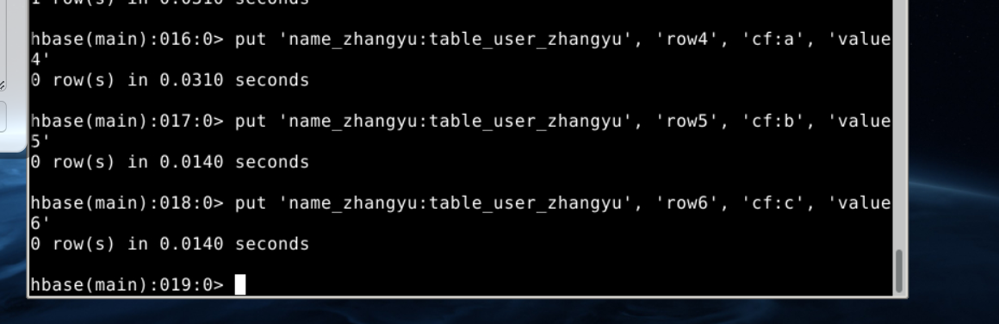 1 row(s) in 0.0310 seconds
hbase(main):016:0> put 'name_zhangyu:table_user_zhangyu', 'row4', 'cf:a', 'value
4'
0 row(s) in 0.0310 seconds
hbase(main):017:0> put 'name_zhangyu:table_user_zhangyu', 'row5', 'cf:b', 'value
5'
0 row(s) in 0.0140 seconds
hbase(main):018:0> put 'name_zhangyu:table_user_zhangyu', 'row6', 'cf:c', 'value
6'
0 row(s) in 0.0140 seconds
hbase(main):019:0>